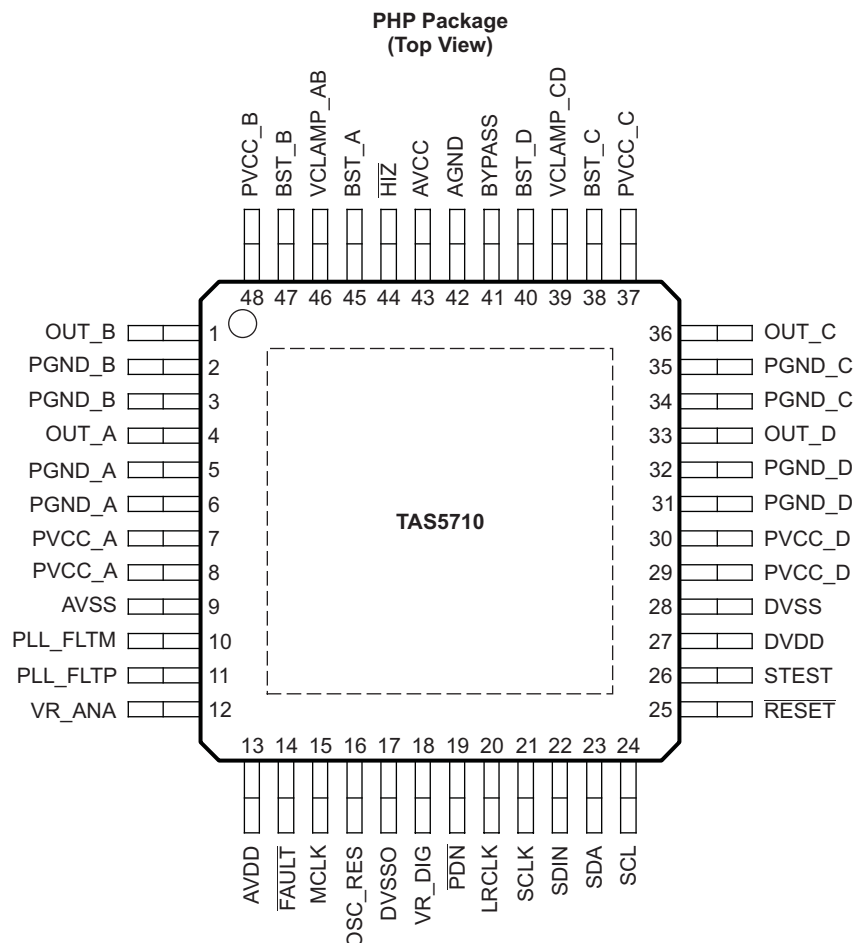 PHP Package
(Top View)
PVCC_B
BST_B
VCLAMP_AB
BST_A
HIZ
AVCC
AGND
BYPASS
BST_D
VCLAMP_CD
BST_C
PVCC_C
48 47 46 45 44 43 42 41 40 39 38 37
OUT_B 1
PGND_B 2
PGND_B 3
OUT_A 4
PGND_A 5
PGND_A 6
PVCC_A 7
PVCC_A 8
AVSS 9
PLL_FLTM 10
PLL_FLTP 11
VR_ANA 12
TAS5710
36 OUT_C
35 PGND_C
34 PGND_C
33 OUT_D
32 PGND_D
31 PGND_D
30 PVCC_D
29 PVCC_D
28 DVSS
27 DVDD
26 STEST
25 RESET
13 14 15 16 17 18 19 20 21 22 23 24
AVDD
FAULT
MCLK
OSC_RES
DVSSO
VR_DIG
PDN
LRCLK
SCLK
SDIN
SDA
SCL